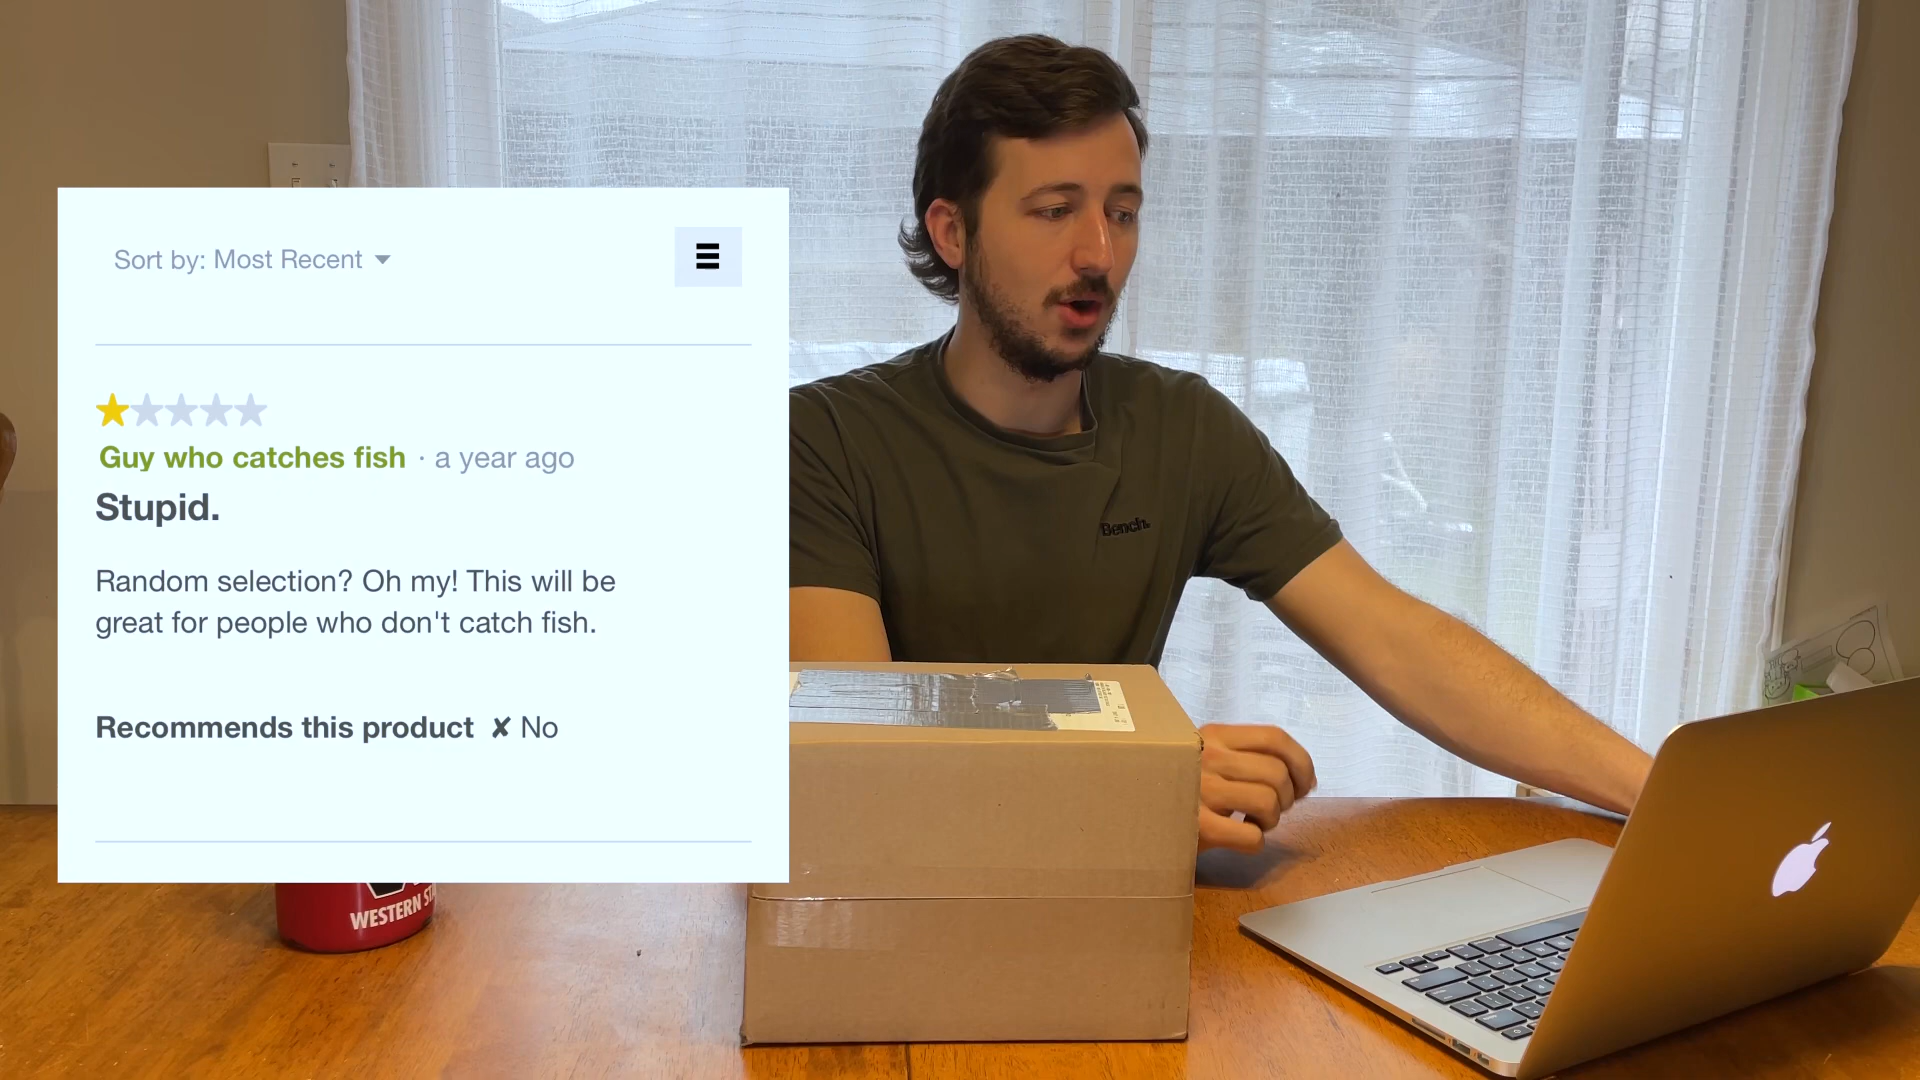 Sort by: Most Recent
Guy who catches fish · a year ago
Stupid.
Random selection? Oh my! This will be
great for people who don't catch fish.
Recommends this product ✘ No
Bench.
WESTERN